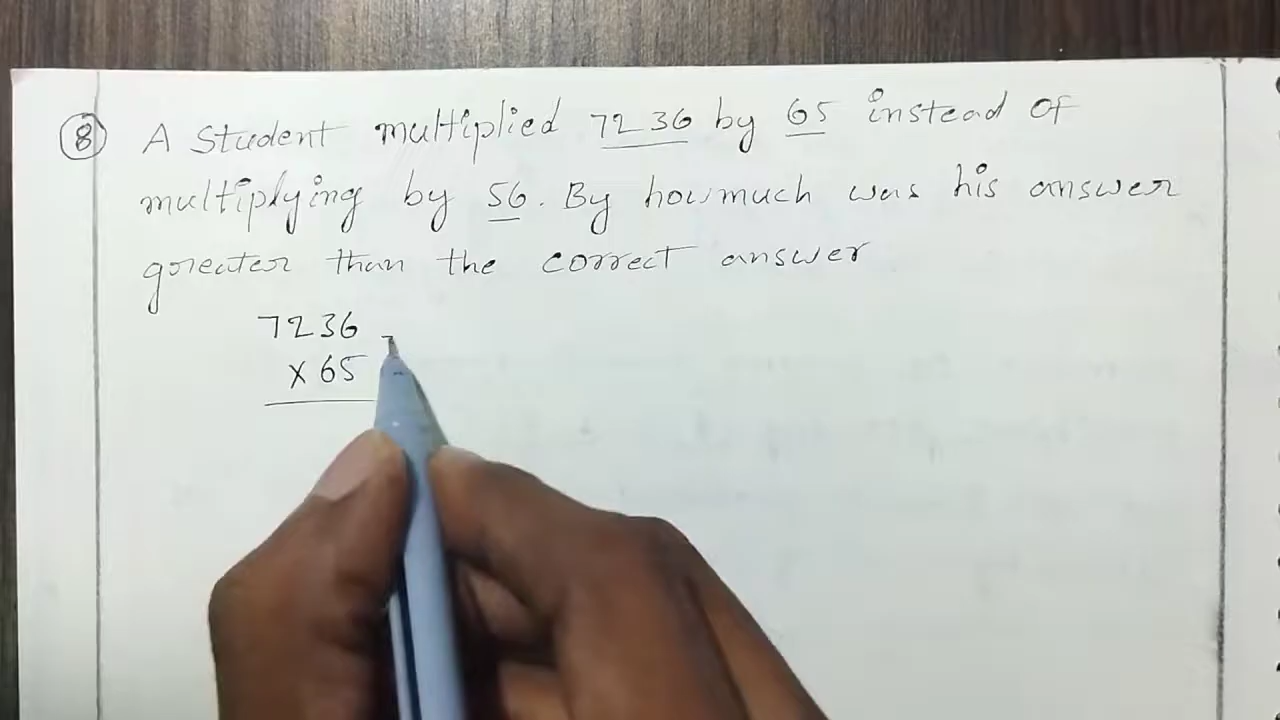 8 A Student multiplied 7236 by 65 instead of
multiplying by 56. By howmuch was his answer
greater than the correct answer
7236
x 65